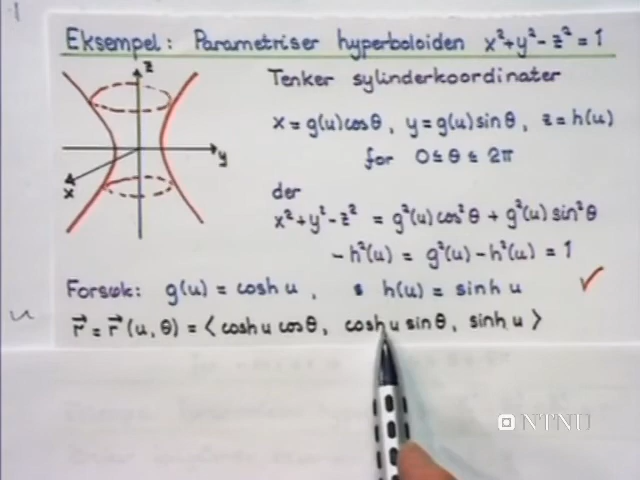 Eksempel: Parametriser hyperboloiden x²+y²-z² = 1
z
y
x
Tenker sylinderkoordinater
x = g(u)cosθ, y = g(u)sinθ, z = h(u)
for 0 ≤ θ ≤ 2π
der
x²+y²-z² = g²(u)cos²θ + g²(u)sin²θ
-h²(u) = g²(u)-h²(u) = 1
Forsøk: g(u) = cosh u, h(u) = sinh u ✓
r⃗ = r⃗(u, θ) = ⟨cosh u cosθ, cosh u sinθ, sinh u⟩
NTNU